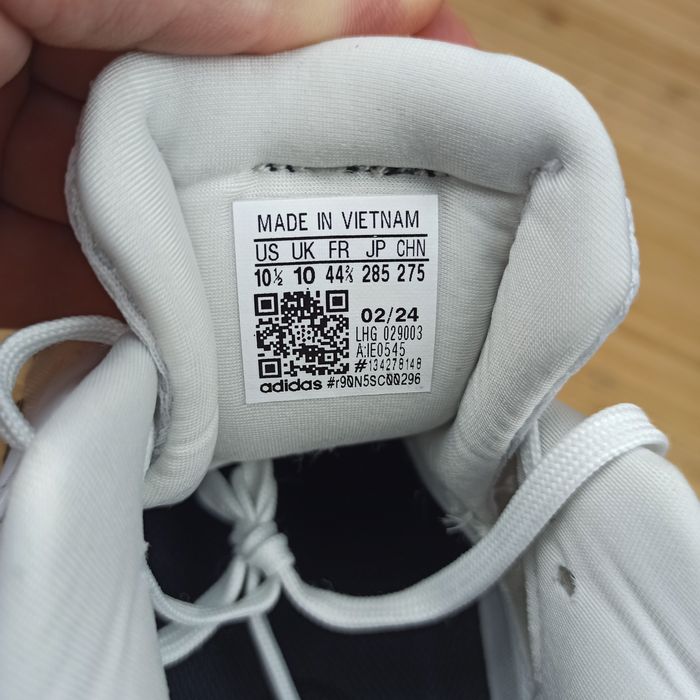 MADE IN VIETNAM
US UK FR JP CHN
10½ 10 44⅔ 285 275
02/24
LHG 029003
A:IE0545
#134278148
adidas #r90N5SC00296